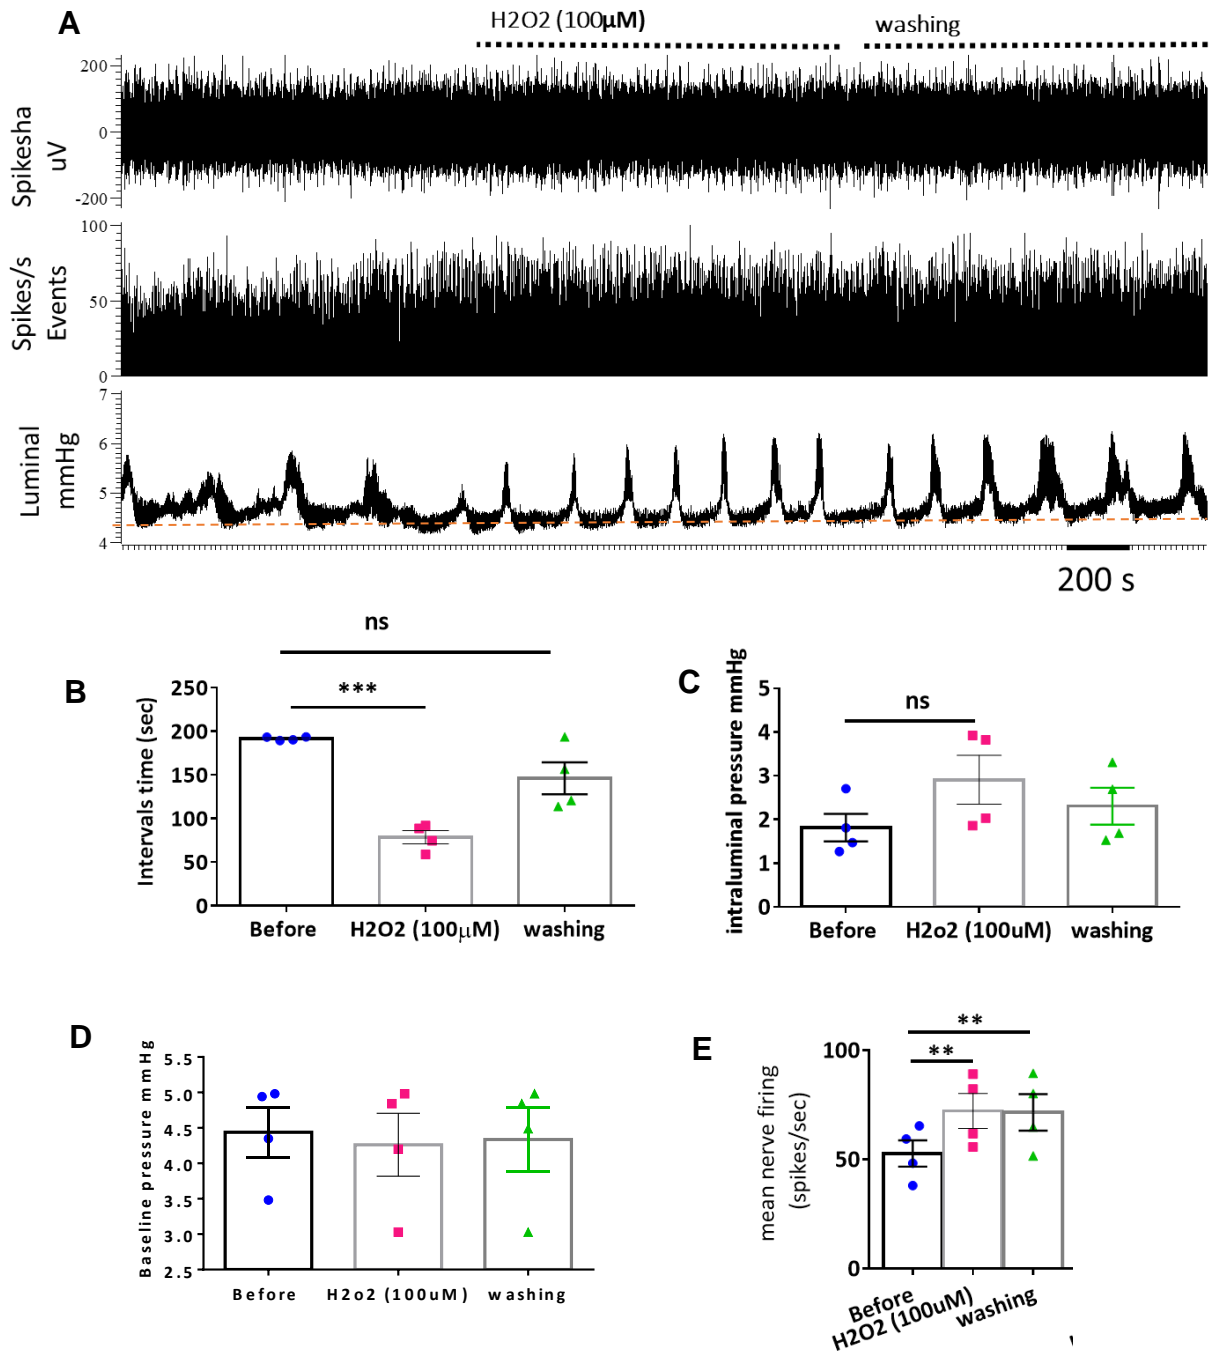 A
H2O2 (100μM)
washing
Spikesha
uV
200
0
-200
Spikes/s
Events
100
50
0
Luminal
mmHg
7
6
5
4
200 s
B
ns
***
Intervals time (sec)
250
200
150
100
50
0
Before
H2O2 (100μM)
washing
C
ns
intraluminal pressure mmHg
5
4
3
2
1
0
Before
H2o2 (100uM)
washing
D
Baseline pressure mmHg
5.5
5.0
4.5
4.0
3.5
3.0
2.5
Before
H2o2 (100uM)
washing
E
**
**
mean nerve firing
(spikes/sec)
100
50
0
Before
H2O2 (100uM)
washing